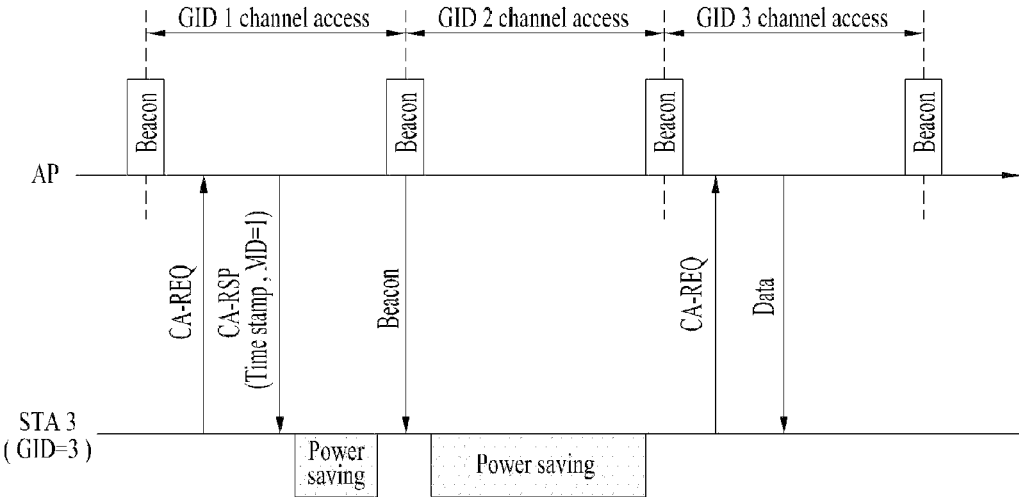 GID 1 channel access
GID 2 channel access
GID 3 channel access
Beacon
Beacon
Beacon
Beacon
AP
CA-REQ
CA-RSP
(Time stamp , MD=1)
Beacon
CA-REQ
Data
STA 3
( GID=3 )
Power
saving
Power saving